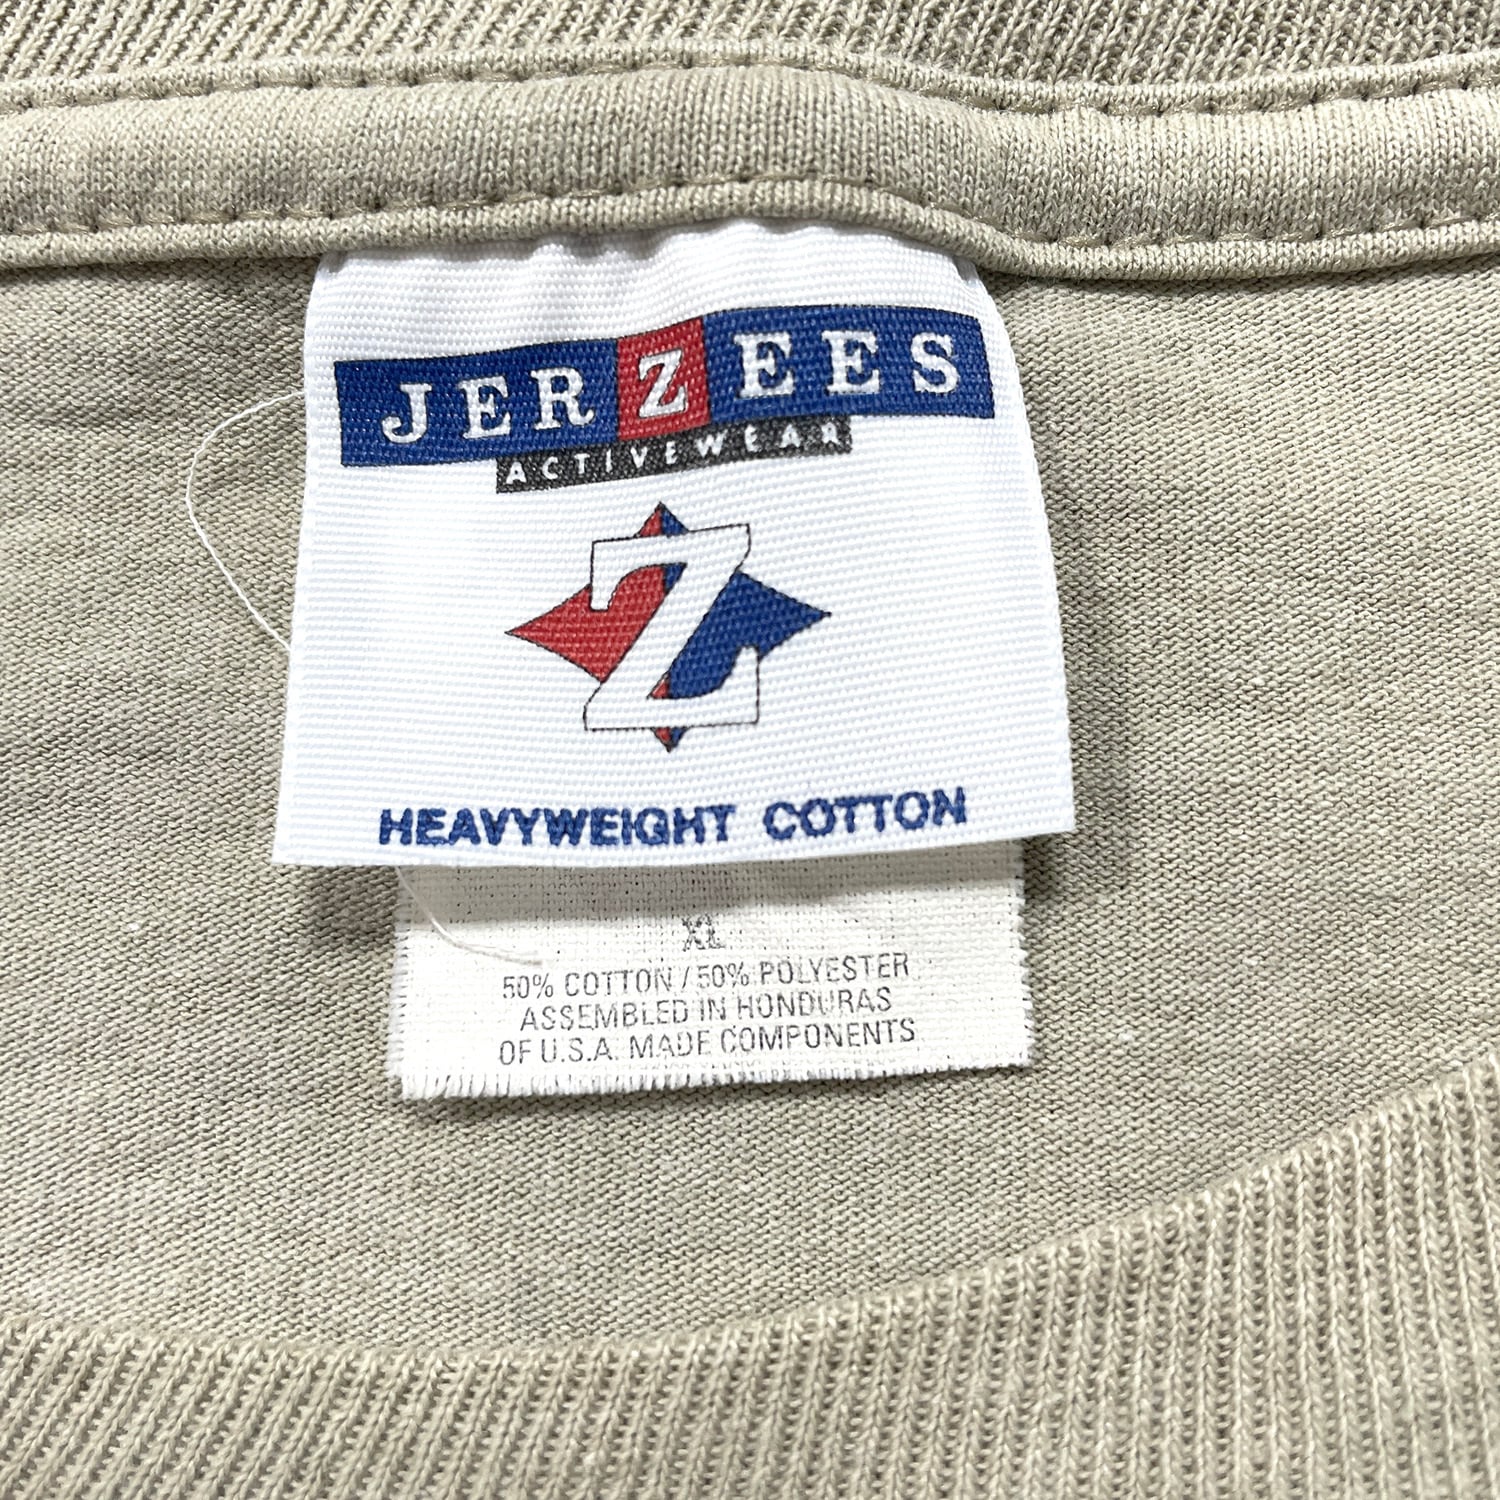 JERZEES
ACTIVEWEAR
Z
HEAVYWEIGHT COTTON
XL
50% COTTON / 50% POLYESTER
ASSEMBLED IN HONDURAS
OF U.S.A. MADE COMPONENTS